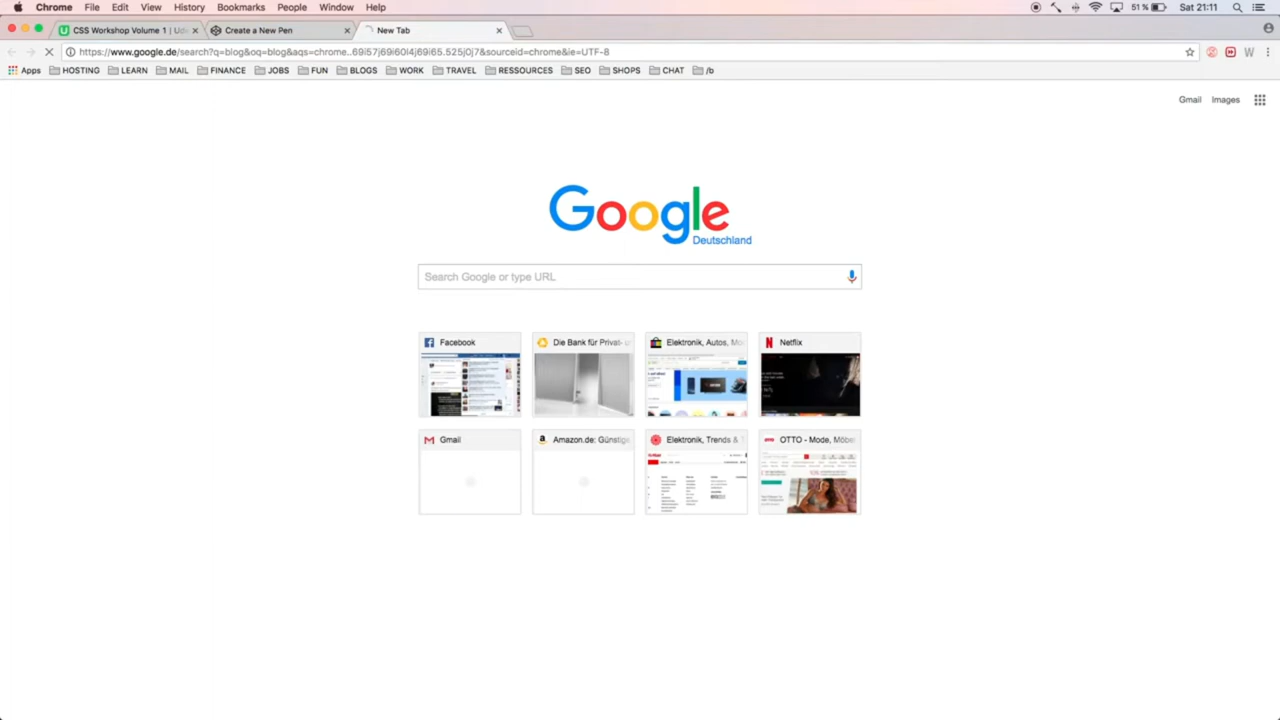 Chrome File Edit View History Bookmarks People Window Help 51 % Sat 21:11
CSS Workshop Volume 1 | Ude Create a New Pen New Tab
https://www.google.de/search?q=blog&oq=blog&aqs=chrome..69i57j69i60l4j69i65.525j0j7&sourceid=chrome&ie=UTF-8
Apps HOSTING LEARN MAIL FINANCE JOBS FUN BLOGS WORK TRAVEL RESSOURCES SEO SHOPS CHAT /b
Gmail Images
Google
Deutschland
Search Google or type URL
Facebook Die Bank für Privat- u Elektronik, Autos, Mo Netflix
Gmail Amazon.de: Günstige, Elektronik, Trends & OTTO - Mode, Möbel